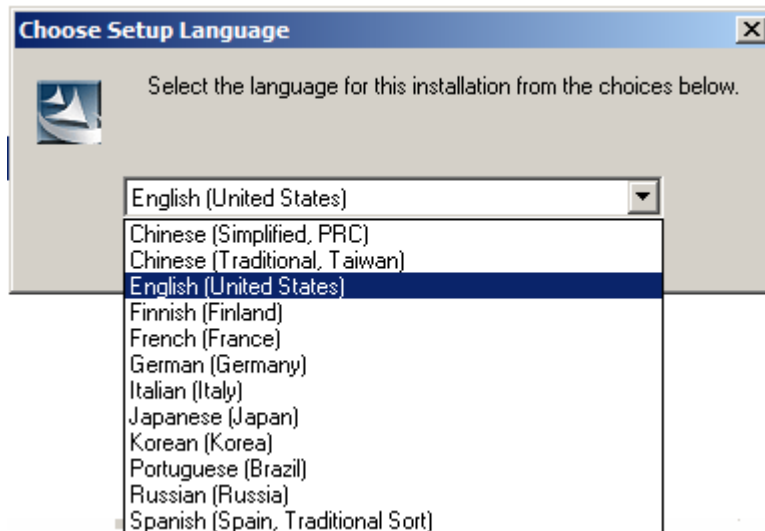 Choose Setup Language
Select the language for this installation from the choices below.
English (United States)
Chinese (Simplified, PRC)
Chinese (Traditional, Taiwan)
English (United States)
Finnish (Finland)
French (France)
German (Germany)
Italian (Italy)
Japanese (Japan)
Korean (Korea)
Portuguese (Brazil)
Russian (Russia)
Spanish (Spain, Traditional Sort)